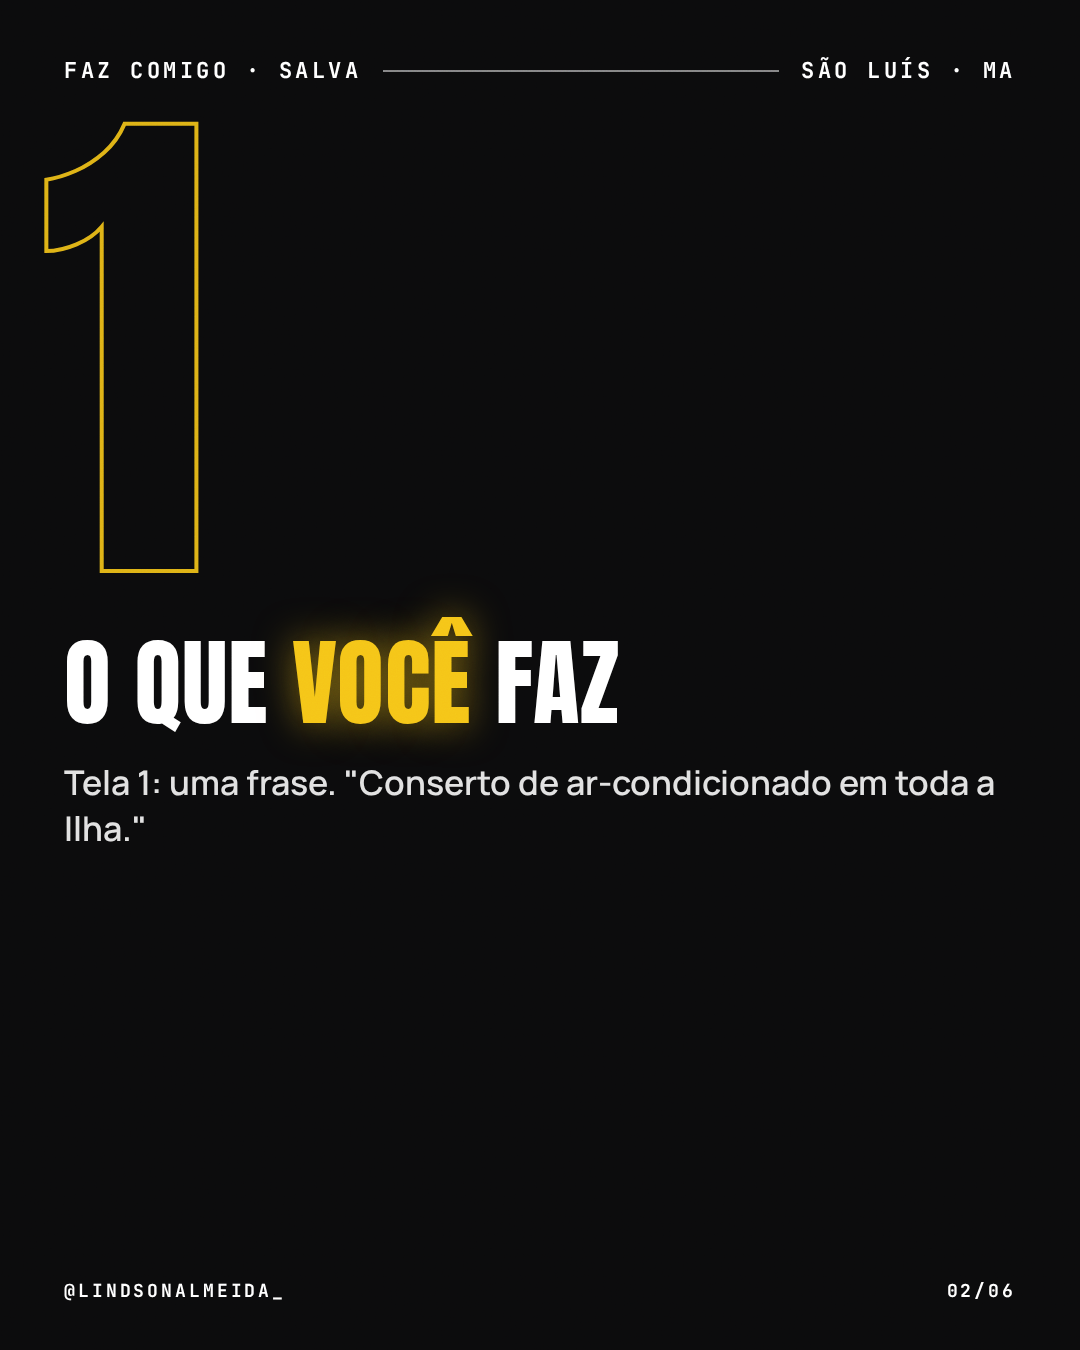 FAZ COMIGO · SALVA
SÃO LUÍS · MA
1
O QUE VOCÊ FAZ
Tela 1: uma frase. "Conserto de ar-condicionado em toda a
Ilha."
@LINDSONALMEIDA_
02/06